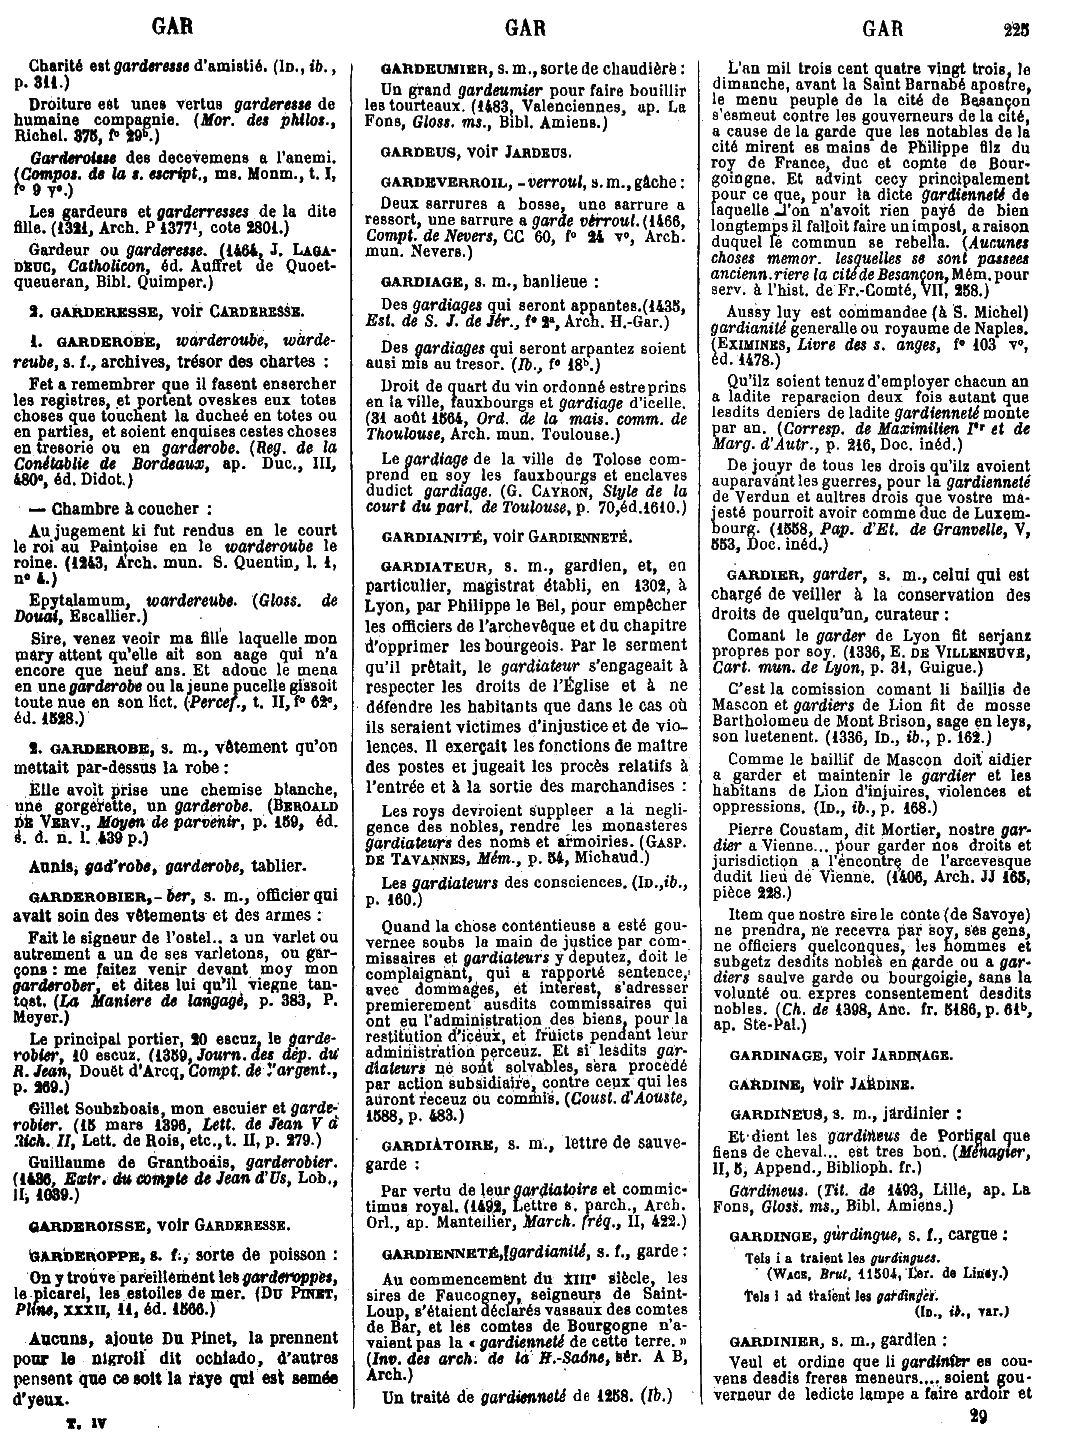 GAR
GAR
GAR
225
Charité est garderesse d'amistié. (ID., ib.,
p. 311.)
Droiture est unes vertus garderesse de
humaine compagnie. (Mor. des philos.,
Richel. 375, f° 29b.)
Garderoisse des decevemens a l'anemi.
(Compos. de la s. escript., ms. Monm., t. I,
f° 9 v°.)
Les gardeurs et garderresses de la dite
fille. (1321, Arch. P 1377¹, cote 2801.)
Gardeur ou garderesse. (1464, J. LAGA-
DEUC, Catholicon, éd. Auffret de Quoet-
queueran, Bibl. Quimper.)
2. GARDERESSE, voir CARDERESSE.
1. GARDEROBE, warderoube, warde-
reube, s. f., archives, trésor des chartes :
Fet a remembrer que il fasent ensercher
les registres, et portent oveskes eux totes
choses que touchent la ducheé en totes ou
en parties, et soient enquises cestes choses
en tresorie ou en garderobe. (Reg. de la
Conétablie de Bordeaux, ap. Duc., III,
480c, éd. Didot.)
— Chambre à coucher :
Au jugement ki fut rendus en le court
le roi au Paintoise en le warderoube le
roine. (1243, Arch. mun. S. Quentin, l. 1,
n° 4.)
Epytalamum, wardereube. (Gloss. de
Douai, Escallier.)
Sire, venez veoir ma fille laquelle mon
mary attent qu'elle ait son aage qui n'a
encore que neuf ans. Et adonc le mena
en une garderobe ou la jeune pucelle gissoit
toute nue en son lict. (Percef., t. II, f° 62c,
éd. 1528.)
2. GARDEROBE, s. m., vêtement qu'on
mettait par-dessus la robe :
Elle avoit prise une chemise blanche,
une gorgerette, un garderobe. (BEROALD
DE VERV., Moyen de parvenir, p. 159, éd.
s. d. n. l. 439 p.)
Aunis, gad'robe, garderobe, tablier.
GARDEROBIER, - ber, s. m., officier qui
avait soin des vêtements et des armes :
Fait le signeur de l'ostel.. a un varlet ou
autrement a un de ses varletons, ou gar-
çons : me faitez venir devant moy mon
garderober, et dites lui qu'il viegne tan-
tost. (La Maniere de langage, p. 383, P.
Meyer.)
Le principal portier, 20 escuz, le garde-
robier, 10 escuz. (1359, Journ. des dép. du
R. Jean, Douët d'Arcq, Compt. de l'argent.,
p. 269.)
Gillet Soubzboais, mon escuier et garde-
robier. (15 mars 1396, Lett. de Jean V à
Rich. II, Lett. de Rois, etc., t. II, p. 279.)
Guillaume de Grantboais, garderobier.
(1436, Extr. du compte de Jean d'Us, Lob.,
II, 1039.)
GARDEROISSE, voir GARDERESSE.
GARDEROPPE, s. f., sorte de poisson :
On y trouve pareillement les garderoppes,
le picarel, les estoiles de mer. (DU PINET,
Pline, XXXII, 11, éd. 1566.)
Aucuns, ajoute Du Pinet, la prennent
pour le nigroil dit ochiado, d'autres
pensent que ce soit la raye qui est semée
d'yeux.
T. IV
GARDEUMIER, s. m., sorte de chaudière :
Un grand gardeumier pour faire bouillir
les tourteaux. (1483, Valenciennes, ap. La
Fons, Gloss. ms., Bibl. Amiens.)
GARDEUS, voir JARDEUS.
GARDEVERROIL, - verroul, s. m., gâche :
Deux sarrures a bosse, une sarrure a
ressort, une sarrure a garde verroul. (1466,
Compt. de Nevers, CC 60, f° 24 v°, Arch.
mun. Nevers.)
GARDIAGE, s. m., banlieue :
Des gardiages qui seront appantes. (1435,
Est. de S. J. de Jér., f° 2a, Arch. H.-Gar.)
Des gardiages qui seront arpantez soient
ausi mis au tresor. (Ib., f° 18b.)
Droit de quart du vin ordonné estre prins
en la ville, fauxbourgs et gardiage d'icelle.
(31 août 1564, Ord. de la mais. comm. de
Thoulouse, Arch. mun. Toulouse.)
Le gardiage de la ville de Tolose com-
prend en soy les fauxbourgs et enclaves
dudict gardiage. (G. CAYRON, Style de la
court du parl. de Toulouse, p. 70, éd. 1610.)
GARDIANITÉ, voir GARDIENNETÉ.
GARDIATEUR, s. m., gardien, et, en
particulier, magistrat établi, en 1302, à
Lyon, par Philippe le Bel, pour empêcher
les officiers de l'archevêque et du chapitre
d'opprimer les bourgeois. Par le serment
qu'il prêtait, le gardiateur s'engageait à
respecter les droits de l'Église et à ne
défendre les habitants que dans le cas où
ils seraient victimes d'injustice et de vio-
lences. Il exerçait les fonctions de maître
des postes et jugeait les procès relatifs à
l'entrée et à la sortie des marchandises :
Les roys devroient suppleer a la negli-
gence des nobles, rendre les monasteres
gardiateurs des noms et armoiries. (GASP.
DE TAVANNES, Mém., p. 54, Michaud.)
Les gardiateurs des consciences. (ID., ib.,
p. 160.)
Quand la chose contentieuse a esté gou-
vernee soubs la main de justice par com-
missaires et gardiateurs y deputez, doit le
complaignant, qui a rapporté sentence,
avec dommages, et interest, s'adresser
premierement ausdits commissaires qui
ont eu l'administration des biens, pour la
restitution d'iceux, et fruicts pendant leur
administration perceuz. Et si lesdits gar-
diateurs ne sont solvables, sera procedé
par action subsidiaire, contre ceux qui les
auront receuz ou commis. (Coust. d'Aouste,
1588, p. 483.)
GARDIATOIRE, s. m., lettre de sauve-
garde :
Par vertu de leur gardiatoire et commic-
timus royal. (1492, Lettre s. parch., Arch.
Orl., ap. Mantellier, March. fréq., II, 422.)
GARDIENNETÉ, gardianité, s. f., garde :
Au commencement du XIIIe siècle, les
sires de Faucogney, seigneurs de Saint-
Loup, s'étaient déclarés vassaux des comtes
de Bar, et les comtes de Bourgogne n'a-
vaient pas la « gardienneté de cette terre. »
(Inv. des arch. de la H.-Saône, sér. A B,
Arch.)
Un traité de gardienneté de 1258. (Ib.)
L'an mil trois cent quatre vingt trois, le
dimanche, avant la Saint Barnabé apostre,
le menu peuple de la cité de Besançon
s'esmeut contre les gouverneurs de la cité,
a cause de la garde que les notables de la
cité mirent es mains de Philippe filz du
roy de France, duc et comte de Bour-
goingne. Et advint cecy principalement
pour ce que, pour la dicte gardienneté de
laquelle l'on n'avoit rien payé de bien
longtemps il falloit faire un impost, a raison
duquel le commun se rebella. (Aucunes
choses memor. lesquelles se sont passees
ancienn. riere la cité de Besançon, Mém. pour
serv. à l'hist. de Fr.-Comté, VII, 258.)
Aussy luy est commandee (à S. Michel)
gardianité generalle ou royaume de Naples.
(EXIMINES, Livre des s. anges, f° 103 v°,
éd. 1478.)
Qu'ilz soient tenuz d'employer chacun an
a ladite reparacion deux fois autant que
lesdits deniers de ladite gardienneté monte
par an. (Corresp. de Maximilien Ier et de
Marg. d'Autr., p. 216, Doc. inéd.)
De jouyr de tous les drois qu'ilz avoient
auparavant les guerres, pour la gardienneté
de Verdun et aultres drois que vostre ma-
jesté pourroit avoir comme duc de Luxem-
bourg. (1558, Pap. d'Et. de Granvelle, V,
553, Doc. inéd.)
GARDIER, garder, s. m., celui qui est
chargé de veiller à la conservation des
droits de quelqu'un, curateur :
Comant le garder de Lyon fit serjanz
propres por soy. (1336, E. DE VILLENEUVE,
Cart. mun. de Lyon, p. 31, Guigue.)
C'est la comission comant li baillis de
Mascon et gardiers de Lion fit de mosse
Bartholomeu de Mont Brison, sage en leys,
son luetenent. (1336, ID., ib., p. 162.)
Comme le baillif de Mascon doit aidier
a garder et maintenir le gardier et les
habitans de Lion d'injuires, violences et
oppressions. (ID., ib., p. 168.)
Pierre Coustam, dit Mortier, nostre gar-
dier a Vienne... pour garder nos droits et
jurisdiction a l'encontre de l'arcevesque
dudit lieu de Vienne. (1406, Arch. JJ 165,
pièce 228.)
Item que nostre sire le conte (de Savoye)
ne prendra, ne recevra par soy, ses gens,
ne officiers quelconques, les hommes et
subgetz desdits nobles en garde ou a gar-
diers saulve garde ou bourgoigie, sans la
volunté ou expres consentement desdits
nobles. (Ch. de 1398, Anc. fr. 5186, p. 61b,
ap. Ste-Pal.)
GARDINAGE, voir JARDINAGE.
GARDINE, voir JARDINE.
GARDINEUS, s. m., jardinier :
Et dient les gardineus de Portigal que
fiens de cheval... est tres bon. (Ménagier,
II, 5, Append., Biblioph. fr.)
Gardineus. (Tit. de 1493, Lille, ap. La
Fons, Gloss. ms., Bibl. Amiens.)
GARDINGE, gurdingue, s. f., cargue :
Tels i a traient les gurdingues.
(WACE, Brut, 11504, Ler. de Lincy.)
Tels i ad traient les gardinges.
(ID., ib., var.)
GARDINIER, s. m., gardien :
Veul et ordine que li gardinier es cou-
vens desdis freres meneurs.... soient gou-
verneur de ledicte lampe a faire ardoir et
29